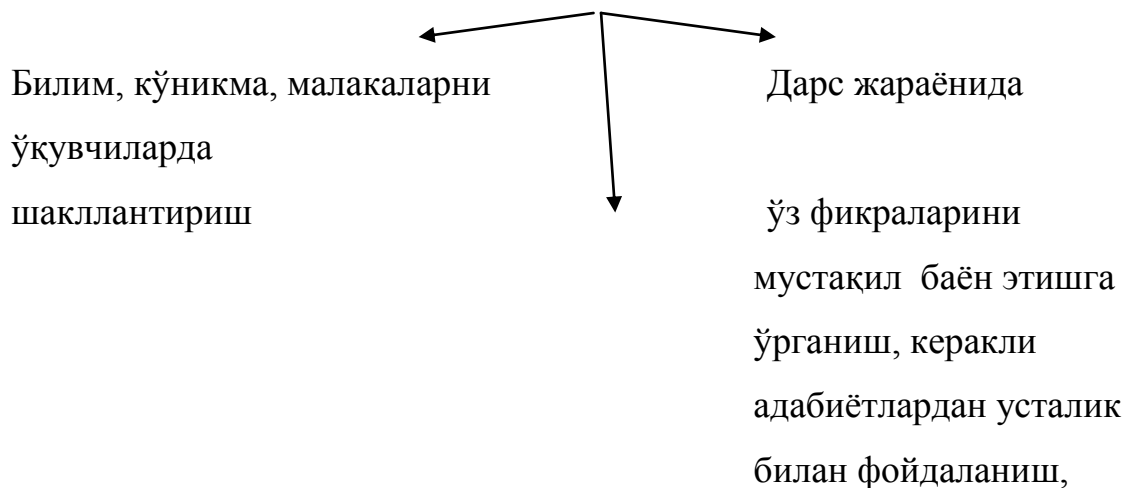 Билим, кўникма, малакаларни
ўқувчиларда
шакллантириш
Дарс жараёнида
ўз фикраларини
мустақил баён этишга
ўрганиш, керакли
адабиётлардан усталик
билан фойдаланиш,